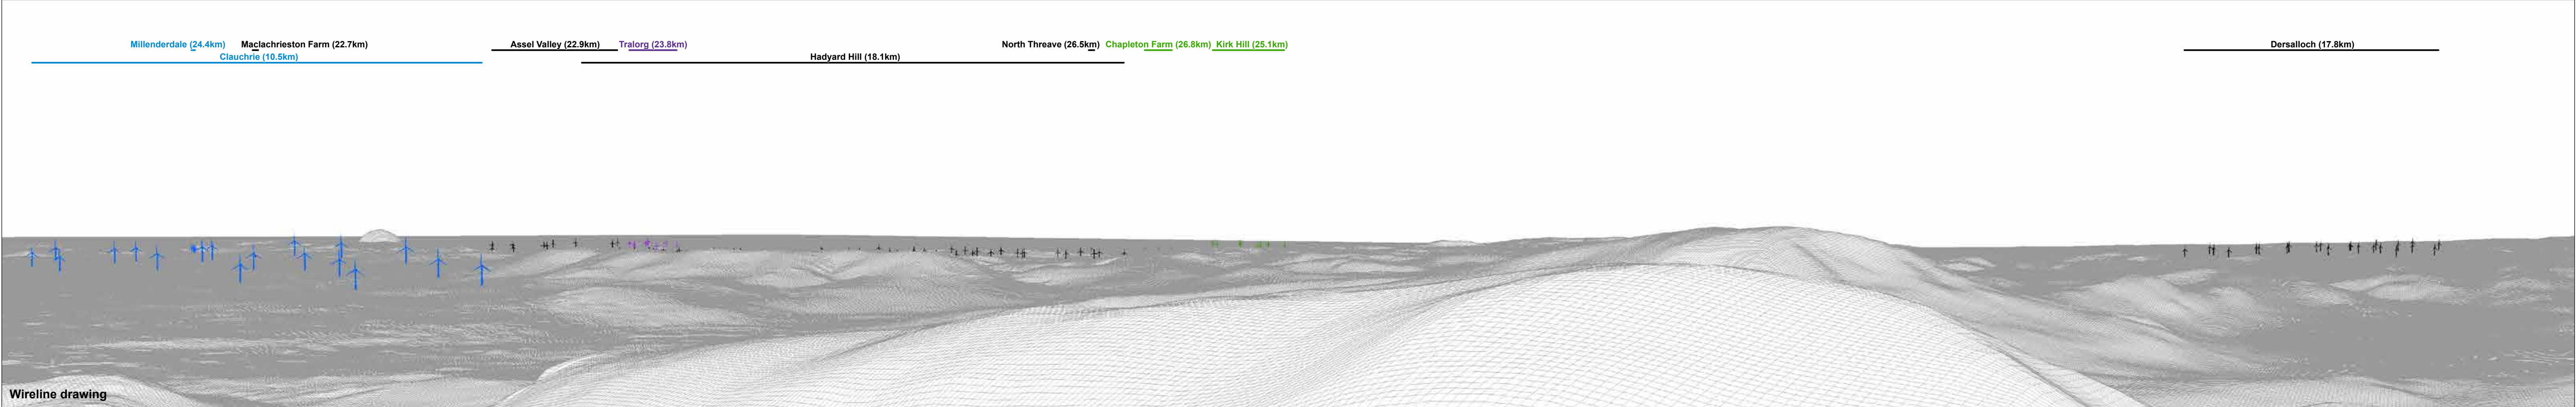 Millenderdale (24.4km) Maclachrieston Farm (22.7km) Assel Valley (22.9km) Tralorg (23.8km) North Threave (26.5km) Chapleton Farm (26.8km) Kirk Hill (25.1km) Dersalloch (17.8km)
Clauchrie (10.5km) Hadyard Hill (18.1km)
Wireline drawing